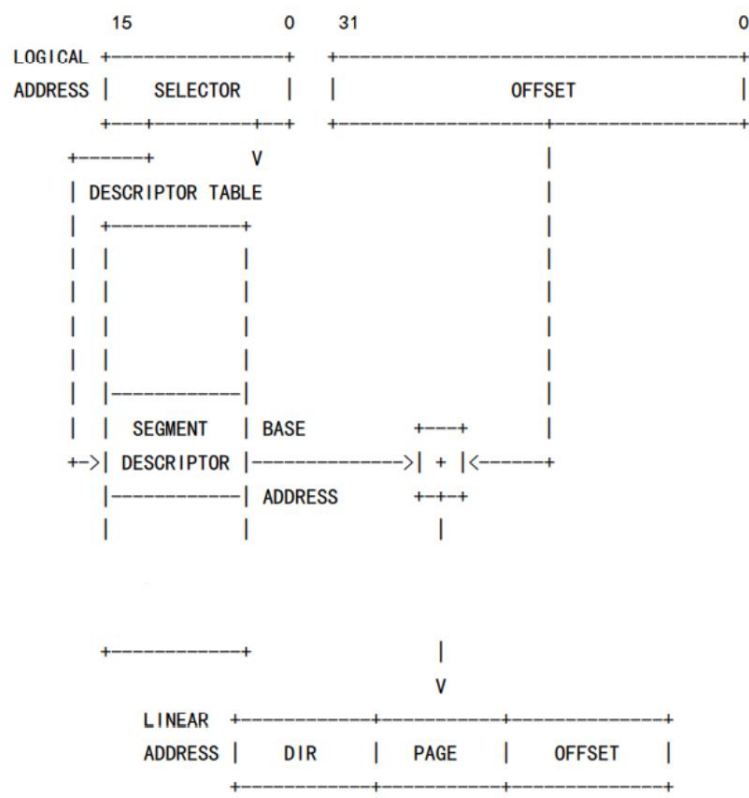 15 0 31 0
LOGICAL +---------------+ +-----------------------------------+
ADDRESS | SELECTOR | | OFFSET |
+---+---------+--+ +------------------+----------------+
+------+ V |
| DESCRIPTOR TABLE |
| +------------+ |
| | | |
| | | |
| | | |
| | | |
| |------------| |
| | SEGMENT | BASE +---+ |
+->| DESCRIPTOR |------------->| + |<------+
|------------| ADDRESS +-+-+
| | |
+------------+ |
V
LINEAR +------------+-----------+--------------+
ADDRESS | DIR | PAGE | OFFSET |
+------------+-----------+--------------+